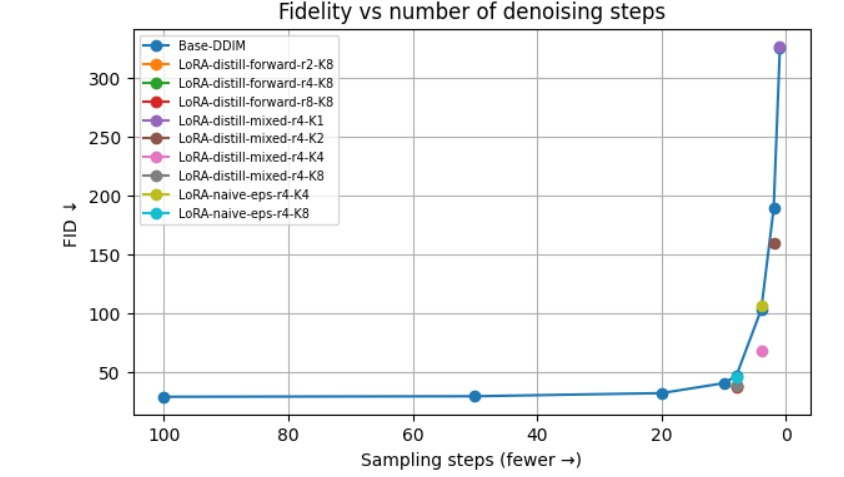 Fidelity vs number of denoising steps
Base-DDIM
LoRA-distill-forward-r2-K8
LoRA-distill-forward-r4-K8
LoRA-distill-forward-r8-K8
LoRA-distill-mixed-r4-K1
LoRA-distill-mixed-r4-K2
LoRA-distill-mixed-r4-K4
LoRA-distill-mixed-r4-K8
LoRA-naive-eps-r4-K4
LoRA-naive-eps-r4-K8
FID ↓
300
250
200
150
100
50
100 80 60 40 20 0
Sampling steps (fewer →)